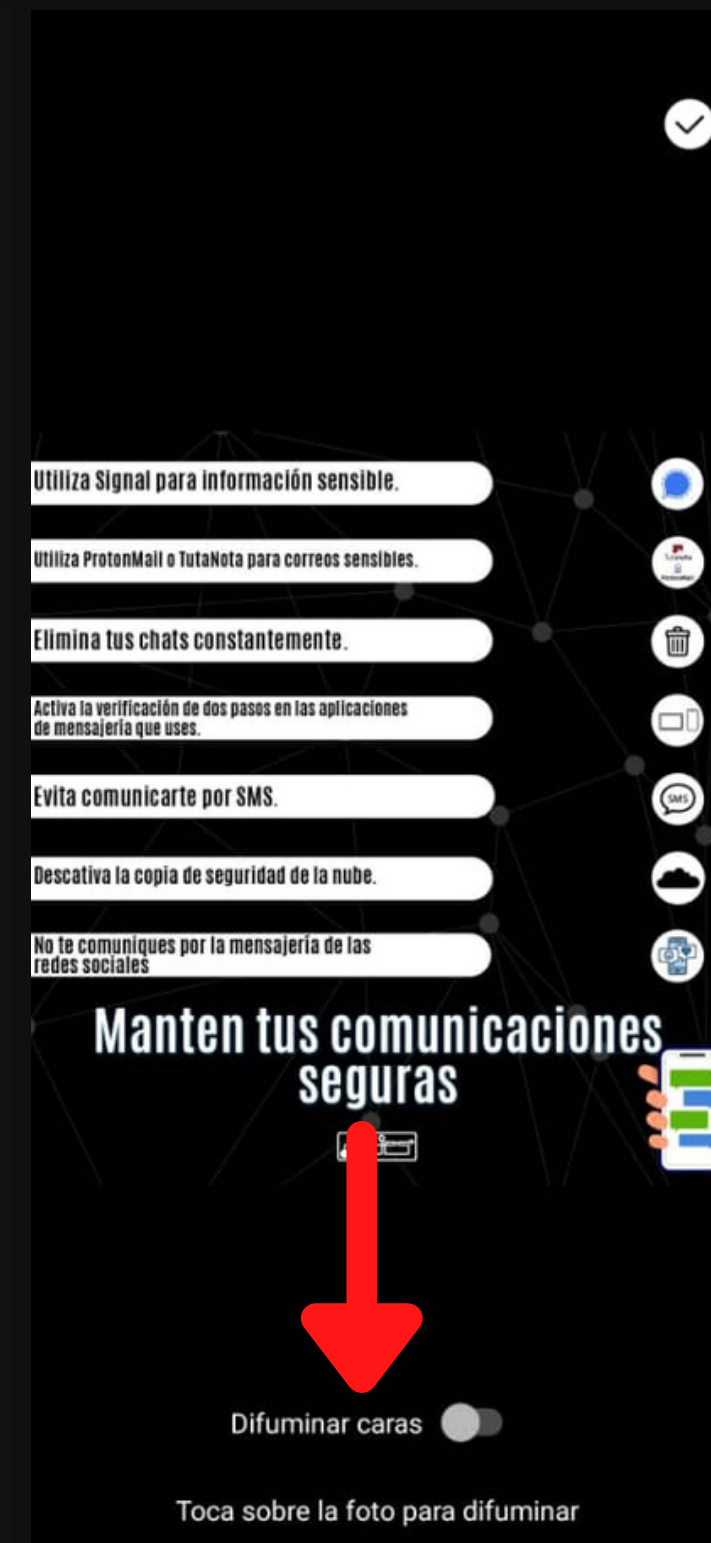 Utiliza Signal para información sensible.
Utiliza ProtonMail o TutaNota para correos sensibles.
Elimina tus chats constantemente.
Activa la verificación de dos pasos en las aplicaciones
de mensajería que uses.
Evita comunicarte por SMS.
SMS
Descativa la copia de seguridad de la nube.
No te comuniques por la mensajería de las
redes sociales
Manten tus comunicaciones
seguras
Difuminar caras
Toca sobre la foto para difuminar